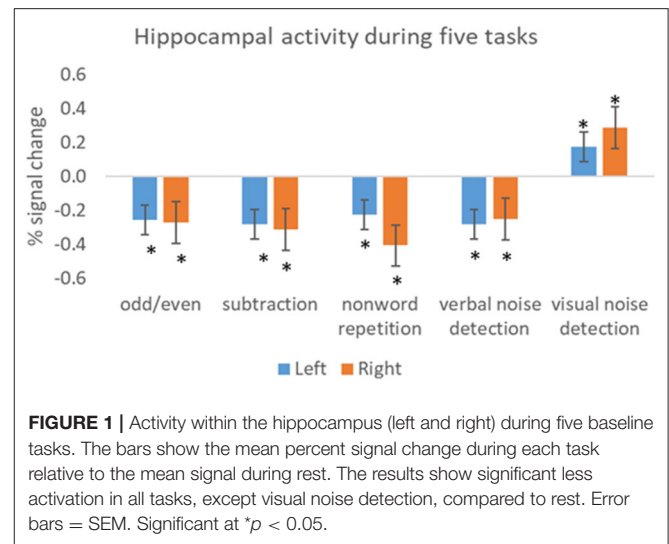 Hippocampal activity during five tasks
% signal change
0.6
0.4
0.2
0.0
-0.2
-0.4
-0.6
* * * * * * * * * *
odd/even subtraction nonword repetition verbal noise detection visual noise detection
Left Right
FIGURE 1 | Activity within the hippocampus (left and right) during five baseline
tasks. The bars show the mean percent signal change during each task
relative to the mean signal during rest. The results show significant less
activation in all tasks, except visual noise detection, compared to rest. Error
bars = SEM. Significant at *p < 0.05.